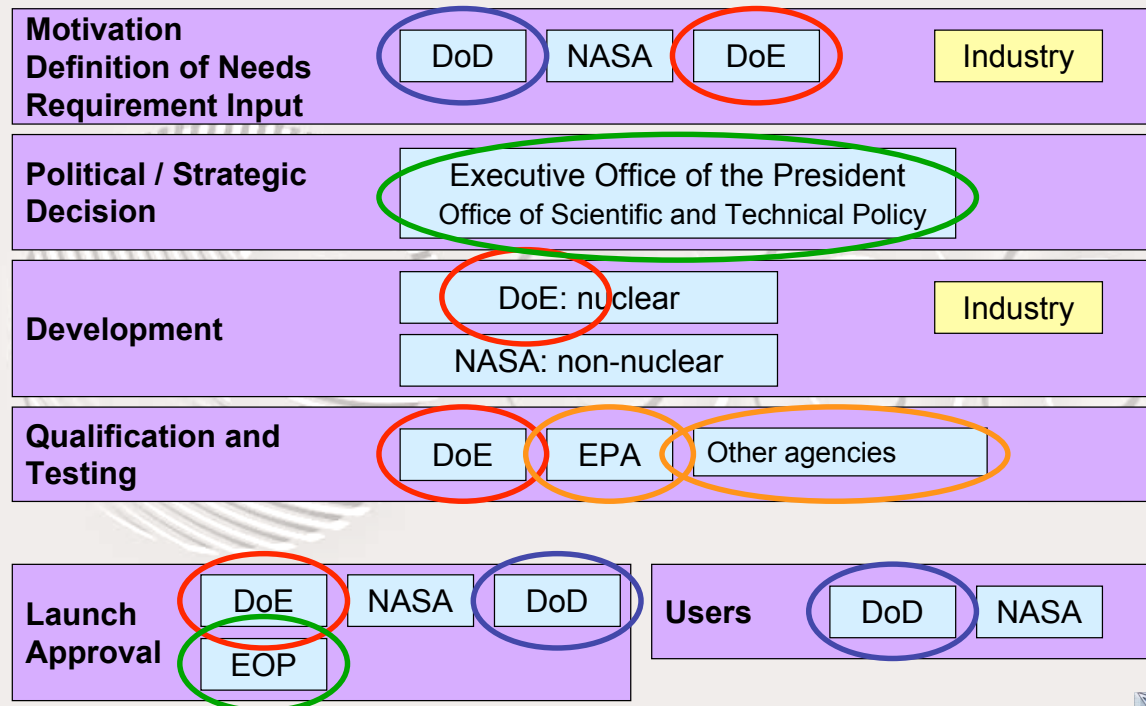 Motivation
Definition of Needs
Requirement Input
DoD
NASA
DoE
Industry
Political / Strategic
Decision
Executive Office of the President
Office of Scientific and Technical Policy
Development
DoE: nuclear
NASA: non-nuclear
Industry
Qualification and
Testing
DoE
EPA
Other agencies
Launch
Approval
DoE
NASA
DoD
EOP
Users
DoD
NASA